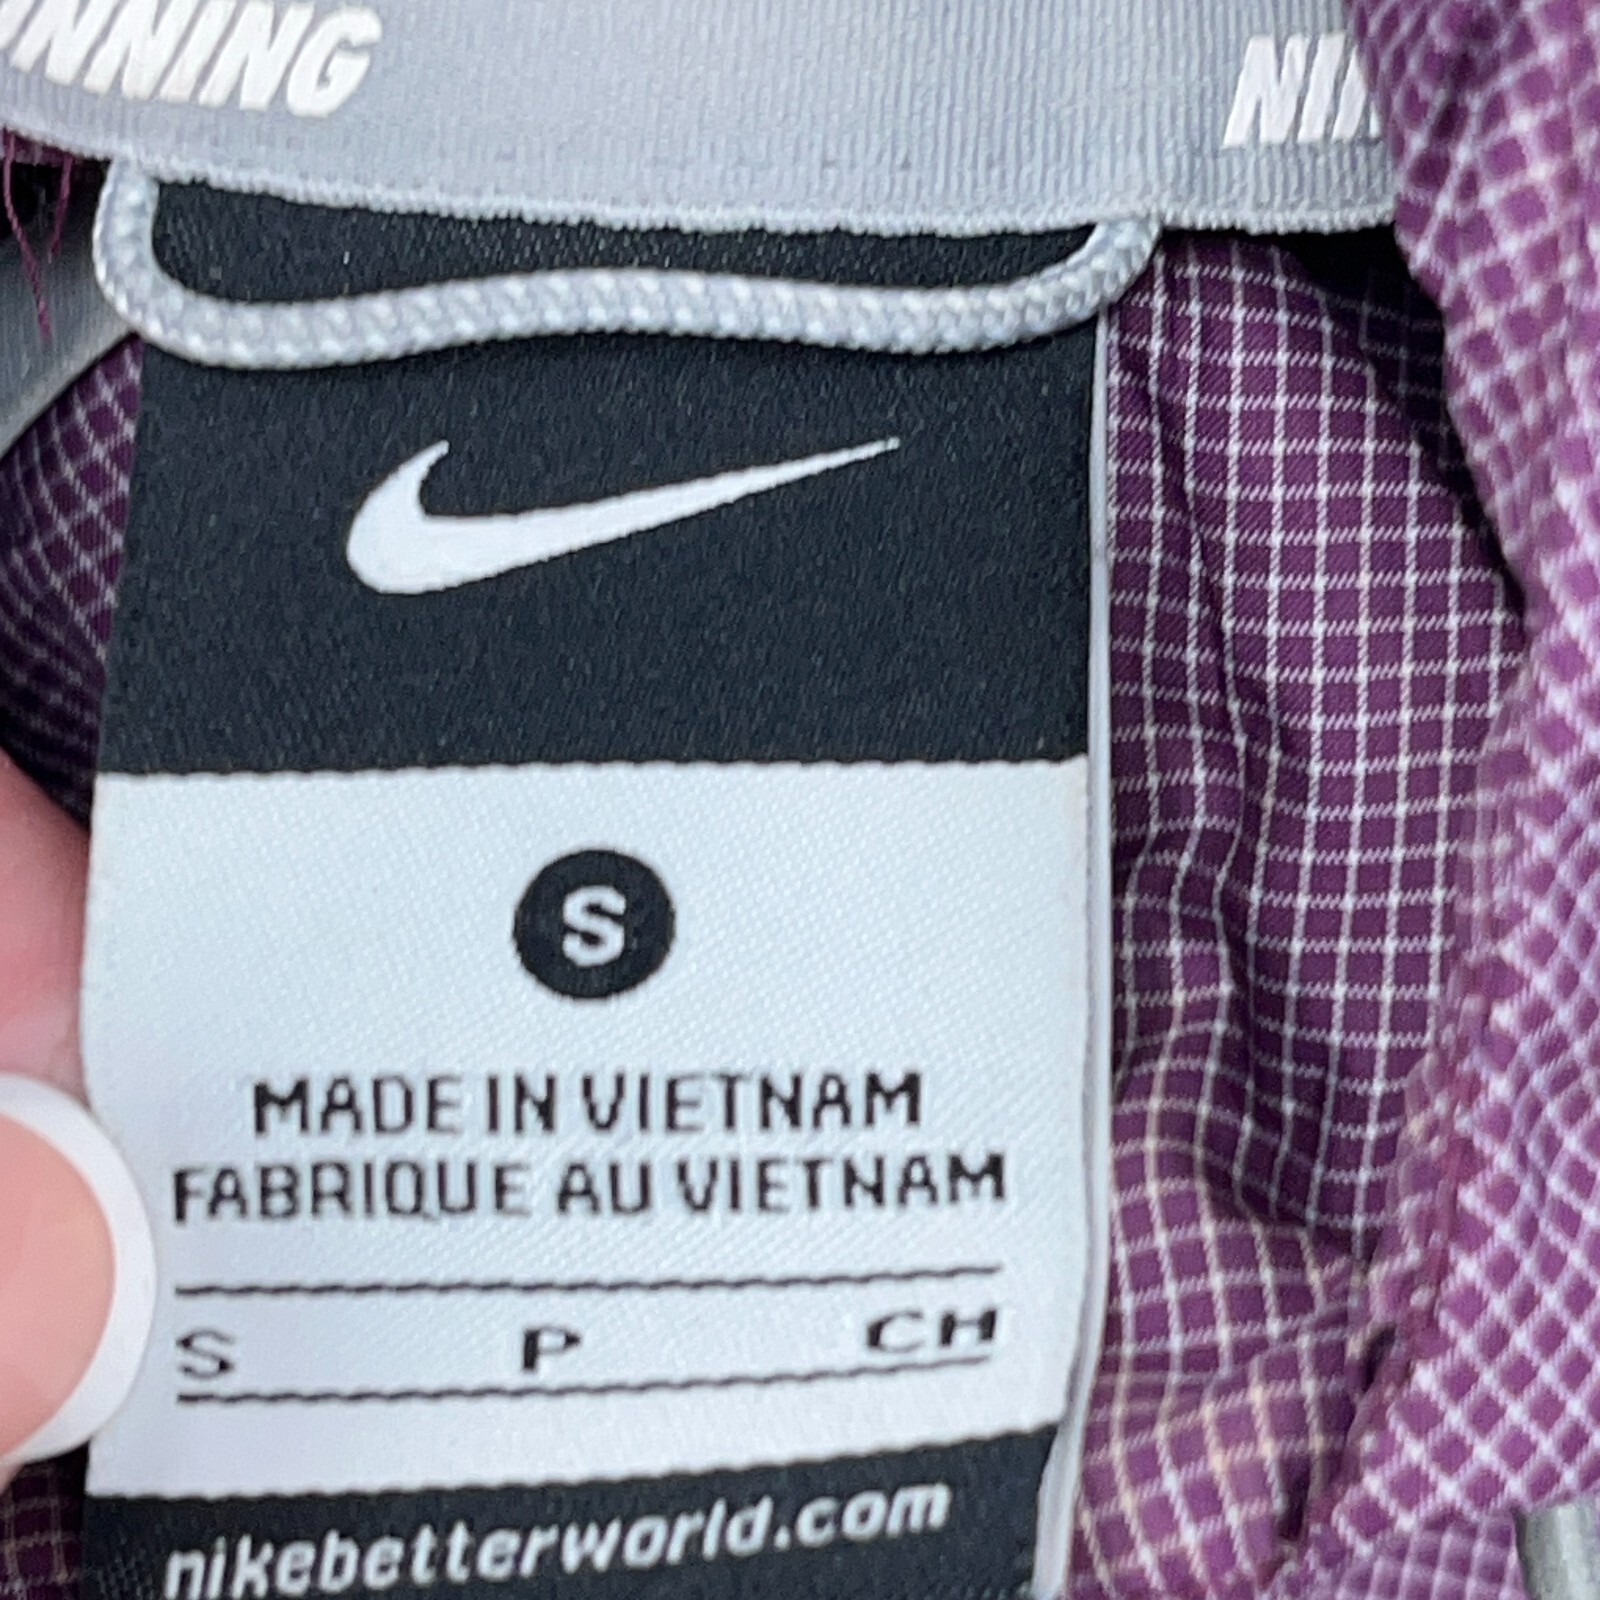 NNING
S
MADE IN VIETNAM
FABRIQUE AU VIETNAM
S P CH
nikebetterworld.com